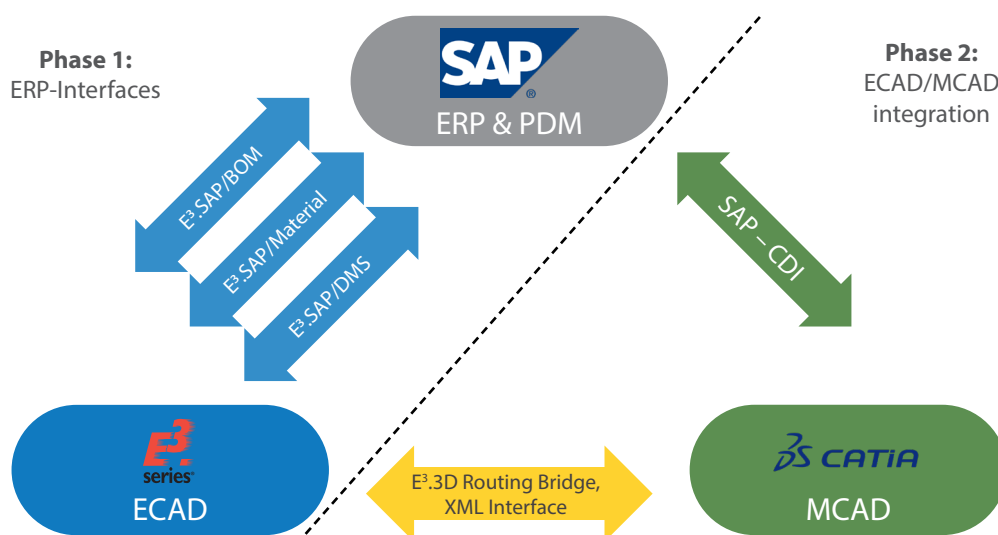 Phase 1:
ERP-Interfaces
SAP
®
ERP & PDM
Phase 2:
ECAD/MCAD
integration
E³.SAP/BOM
E³.SAP/Material
E³.SAP/DMS
SAP – CDI
E³
series
ECAD
E³.3D Routing Bridge,
XML Interface
3DS CATIA
MCAD